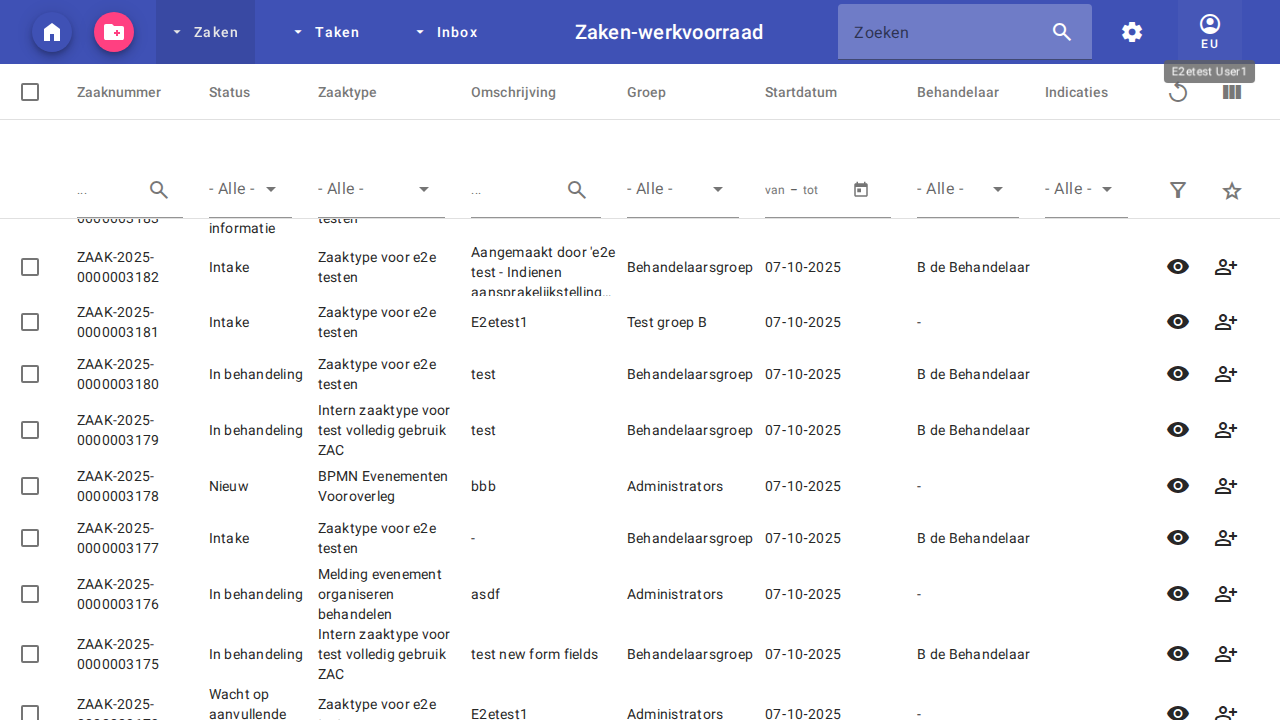 Zaken
Taken
Inbox
Zaken-werkvoorraad
Zoeken
EU
E2etest User1
Zaaknummer Status Zaaktype Omschrijving Groep Startdatum Behandelaar Indicaties
... - Alle - - Alle - ... - Alle - van – tot - Alle - - Alle -
0000003183
informatie
testen
ZAAK-2025-
0000003182
Intake
Zaaktype voor e2e
testen
Aangemaakt door 'e2e
test - Indienen
aansprakelijkstelling...
Behandelaarsgroep
07-10-2025
B de Behandelaar
ZAAK-2025-
0000003181
Intake
Zaaktype voor e2e
testen
E2etest1
Test groep B
07-10-2025
-
ZAAK-2025-
0000003180
In behandeling
Zaaktype voor e2e
testen
test
Behandelaarsgroep
07-10-2025
B de Behandelaar
ZAAK-2025-
0000003179
In behandeling
Intern zaaktype voor
test volledig gebruik
ZAC
test
Behandelaarsgroep
07-10-2025
B de Behandelaar
ZAAK-2025-
0000003178
Nieuw
BPMN Evenementen
Vooroverleg
bbb
Administrators
07-10-2025
-
ZAAK-2025-
0000003177
Intake
Zaaktype voor e2e
testen
-
Behandelaarsgroep
07-10-2025
B de Behandelaar
ZAAK-2025-
0000003176
In behandeling
Melding evenement
organiseren
behandelen
asdf
Administrators
07-10-2025
-
ZAAK-2025-
0000003175
In behandeling
Intern zaaktype voor
test volledig gebruik
ZAC
test new form fields
Behandelaarsgroep
07-10-2025
B de Behandelaar
ZAAK-2025-
Wacht op
aanvullende
Zaaktype voor e2e
E2etest1
Administrators
07-10-2025
-